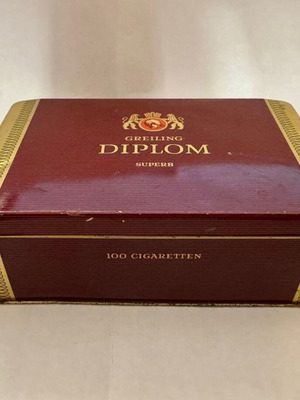 GREILING
DIPLOM
SUPERB
100 CIGARETTEN